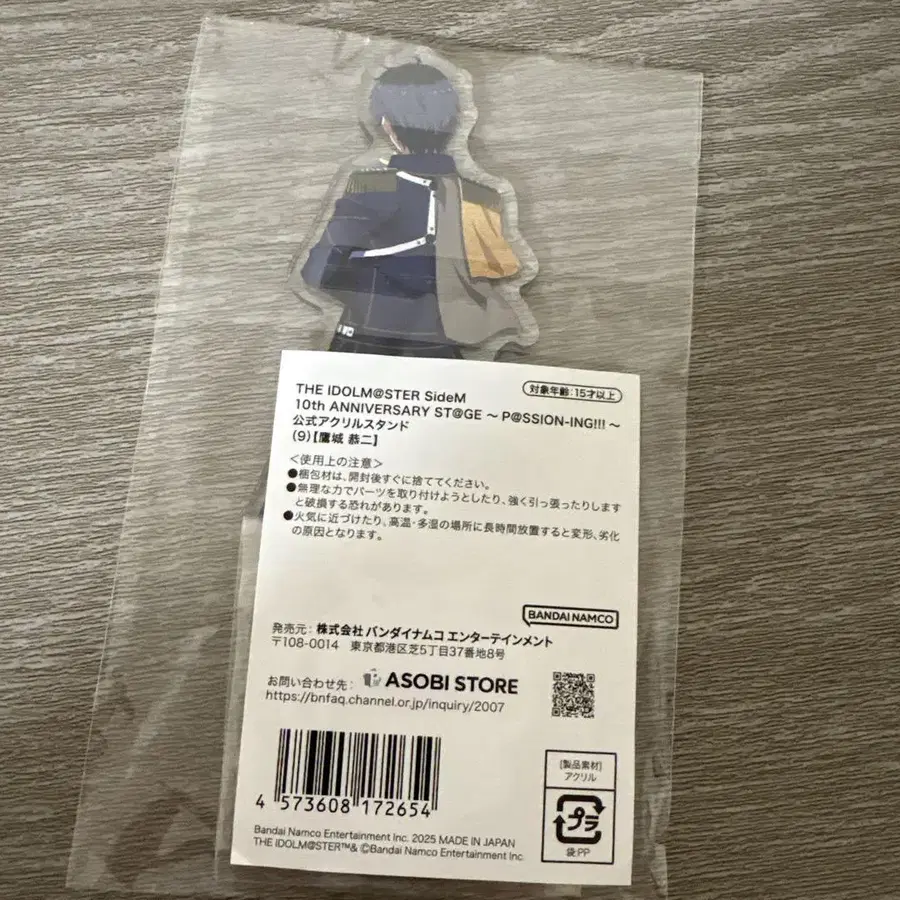 THE IDOLM@STER SideM
対象年齢:15才以上
10th ANNIVERSARY ST@GE ～ P@SSION-ING!!! ～
公式アクリルスタンド
(9)【鷹城 恭二】
＜使用上の注意＞
●梱包材は、開封後すぐに捨ててください。
●無理な力でパーツを取り付けようとしたり、強く引っ張ったりします
と破損する恐れがあります。
●火気に近づけたり、高温・多湿の場所に長時間放置すると変形、劣化
の原因となります。
BANDAI NAMCO
発売元: 株式会社 バンダイナムコ エンターテインメント
〒108-0014 東京都港区芝5丁目37番地8号
お問い合わせ先: ASOBI STORE
https://bnfaq.channel.or.jp/inquiry/2007
4 573608 172654
[製品素材]
アクリル
プラ
袋:PP
Bandai Namco Entertainment Inc. 2025 MADE IN JAPAN
THE IDOLM@STER™& ©Bandai Namco Entertainment Inc.